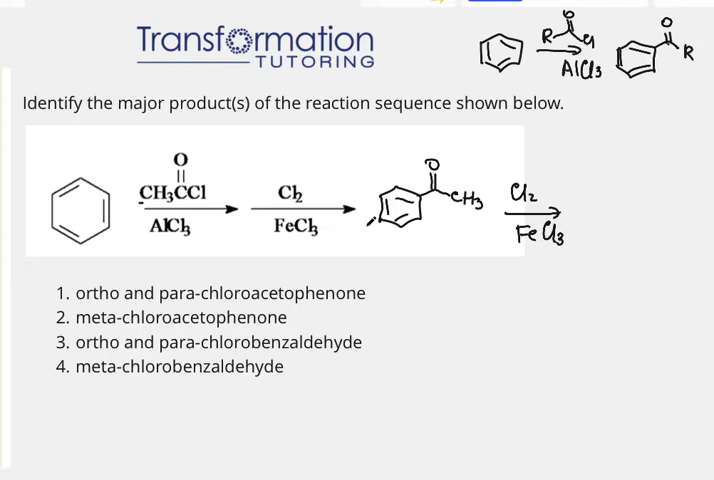 Transformation
TUTORING
O
R Cl
AlCl3
O
R
Identify the major product(s) of the reaction sequence shown below.
O
CH3CCl
AlCl3
Cl2
FeCl3
O
CH3
Cl2
FeCl3
1. ortho and para-chloroacetophenone
2. meta-chloroacetophenone
3. ortho and para-chlorobenzaldehyde
4. meta-chlorobenzaldehyde